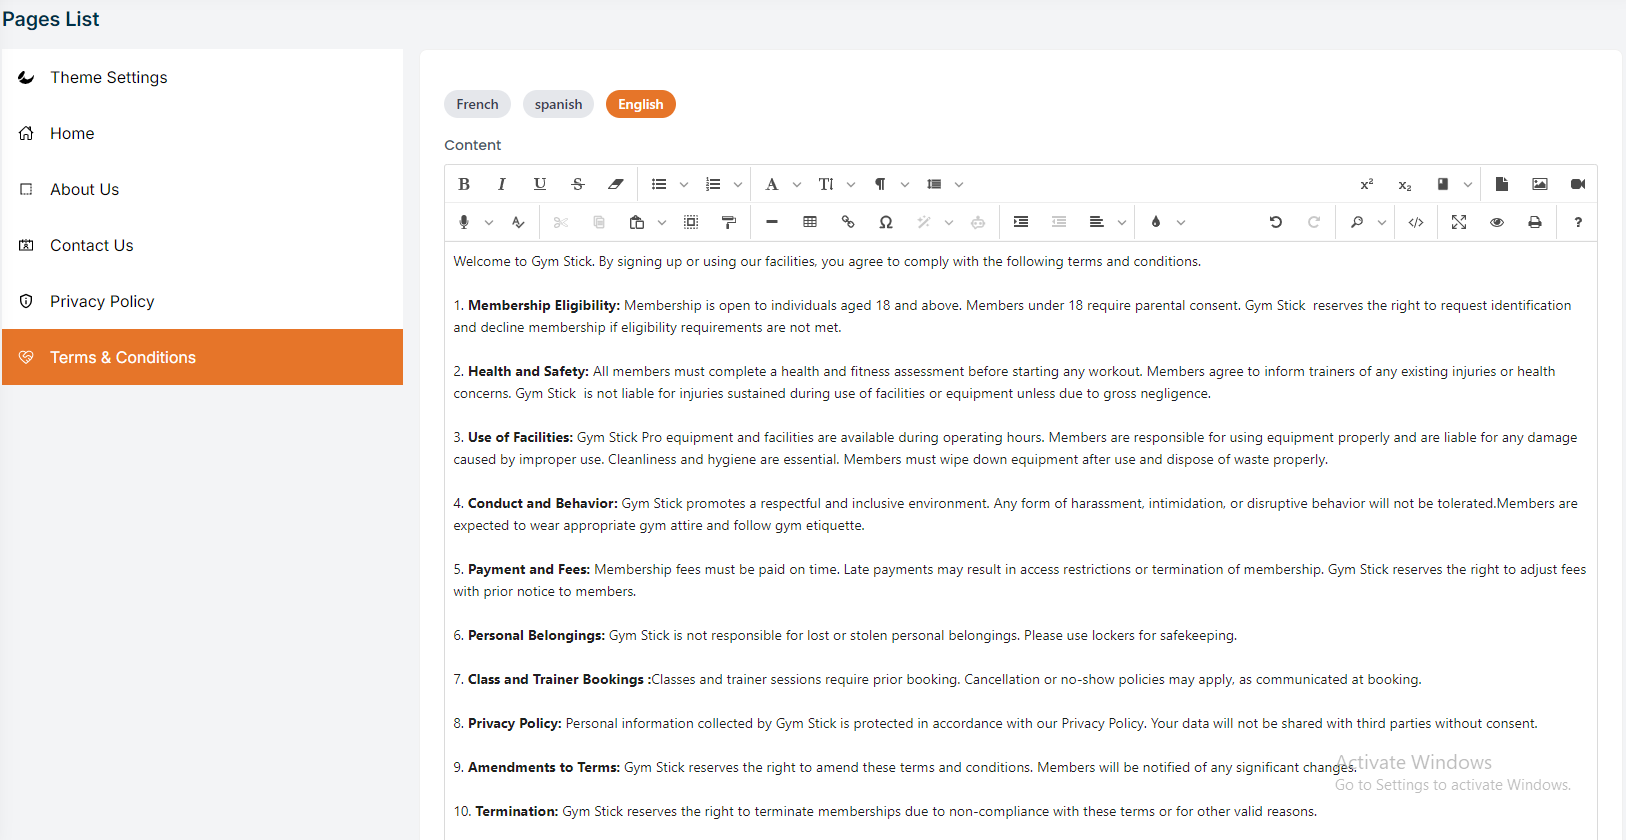 Pages List
Theme Settings
Home
About Us
Contact Us
Privacy Policy
Terms & Conditions
French spanish English
Content
Welcome to Gym Stick. By signing up or using our facilities, you agree to comply with the following terms and conditions.
1. Membership Eligibility: Membership is open to individuals aged 18 and above. Members under 18 require parental consent. Gym Stick  reserves the right to request identification
and decline membership if eligibility requirements are not met.
2. Health and Safety: All members must complete a health and fitness assessment before starting any workout. Members agree to inform trainers of any existing injuries or health
concerns. Gym Stick  is not liable for injuries sustained during use of facilities or equipment unless due to gross negligence.
3. Use of Facilities: Gym Stick Pro equipment and facilities are available during operating hours. Members are responsible for using equipment properly and are liable for any damage
caused by improper use. Cleanliness and hygiene are essential. Members must wipe down equipment after use and dispose of waste properly.
4. Conduct and Behavior: Gym Stick promotes a respectful and inclusive environment. Any form of harassment, intimidation, or disruptive behavior will not be tolerated.Members are
expected to wear appropriate gym attire and follow gym etiquette.
5. Payment and Fees: Membership fees must be paid on time. Late payments may result in access restrictions or termination of membership. Gym Stick reserves the right to adjust fees
with prior notice to members.
6. Personal Belongings: Gym Stick is not responsible for lost or stolen personal belongings. Please use lockers for safekeeping.
7. Class and Trainer Bookings :Classes and trainer sessions require prior booking. Cancellation or no-show policies may apply, as communicated at booking.
8. Privacy Policy: Personal information collected by Gym Stick is protected in accordance with our Privacy Policy. Your data will not be shared with third parties without consent.
9. Amendments to Terms: Gym Stick reserves the right to amend these terms and conditions. Members will be notified of any significant changes.
10. Termination: Gym Stick reserves the right to terminate memberships due to non-compliance with these terms or for other valid reasons.
Activate Windows
Go to Settings to activate Windows.